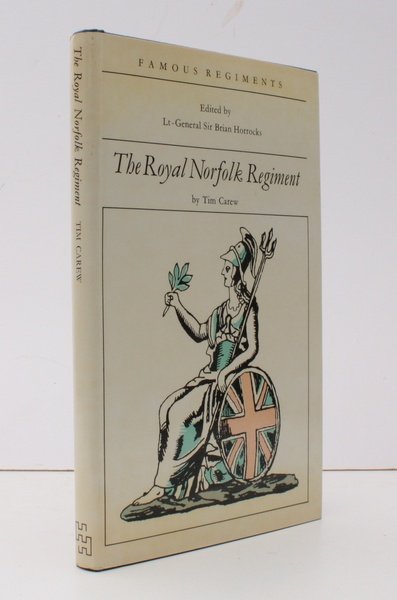 FAMOUS REGIMENTS
Edited by
Lt-General Sir Brian Horrocks
The Royal Norfolk Regiment
by Tim Carew
The Royal Norfolk Regiment TIM CAREW